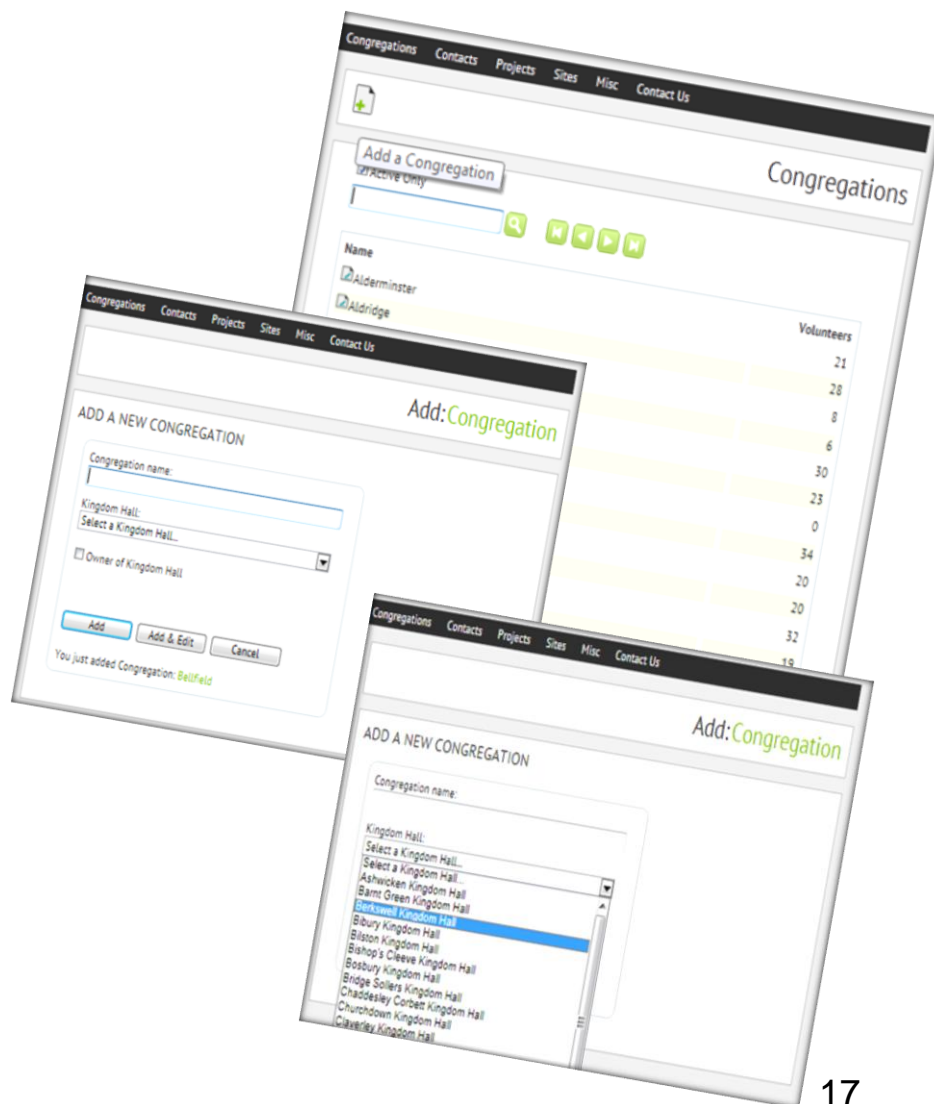 Congregations Contacts Projects Sites Misc Contact Us
Add a Congregation
Congregations
Active Only
Name Volunteers
Alderminster 21
Aldridge 28
8
6
30
23
0
34
20
20
32
19
Congregations Contacts Projects Sites Misc Contact Us
Add:Congregation
ADD A NEW CONGREGATION
Congregation name:
Kingdom Hall:
Select a Kingdom Hall...
Owner of Kingdom Hall
Add Add & Edit Cancel
You just added Congregation: Bellfield
Congregations Contacts Projects Sites Misc Contact Us
Add:Congregation
ADD A NEW CONGREGATION
Congregation name:
Kingdom Hall:
Select a Kingdom Hall...
Select a Kingdom Hall...
Ashwicken Kingdom Hall
Barnt Green Kingdom Hall
Berkswell Kingdom Hall
Bibury Kingdom Hall
Bilston Kingdom Hall
Bishop's Cleeve Kingdom Hall
Bosbury Kingdom Hall
Bridge Sollers Kingdom Hall
Chaddesley Corbett Kingdom Hall
Churchdown Kingdom Hall
Claverley Kingdom Hall
17